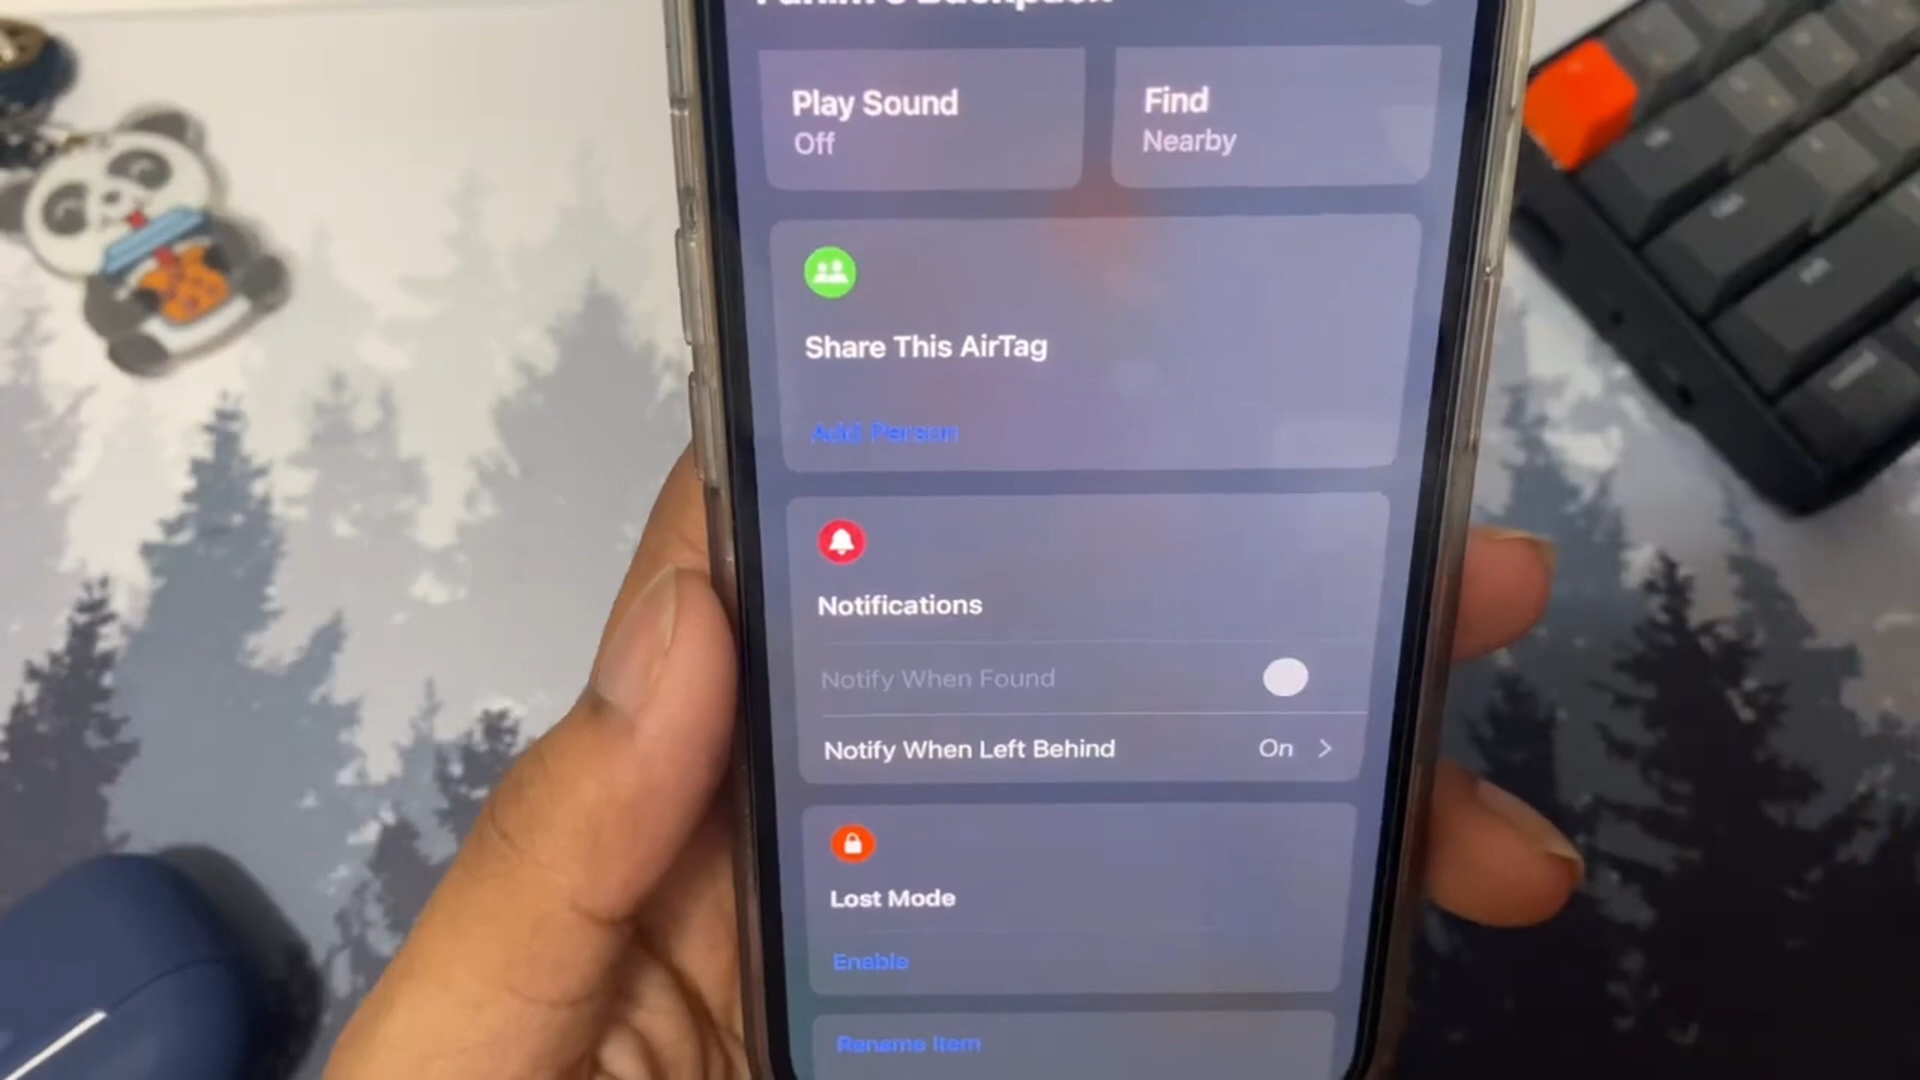 Play Sound
Off
Find
Nearby
Share This AirTag
Add Person
Notifications
Notify When Found
Notify When Left Behind
On
Lost Mode
Enable
Rename Item